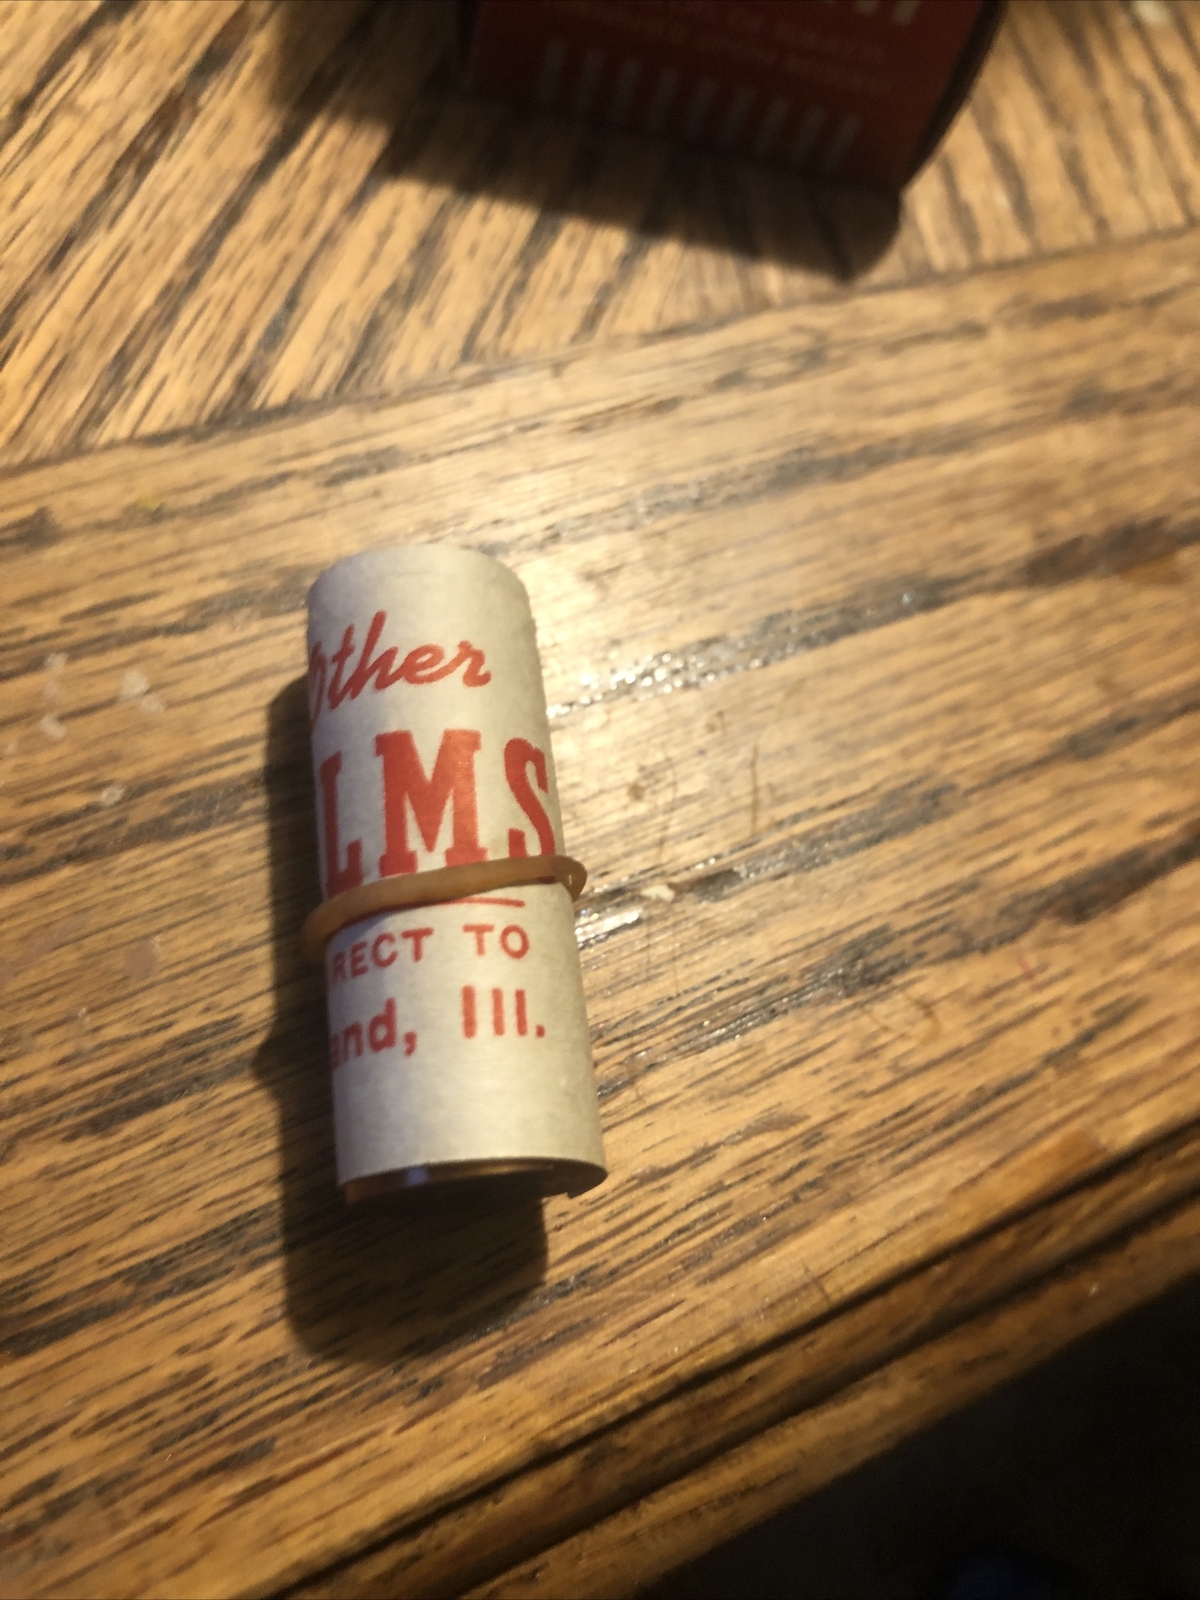 Other
LMS
RECT TO
and, Ill.